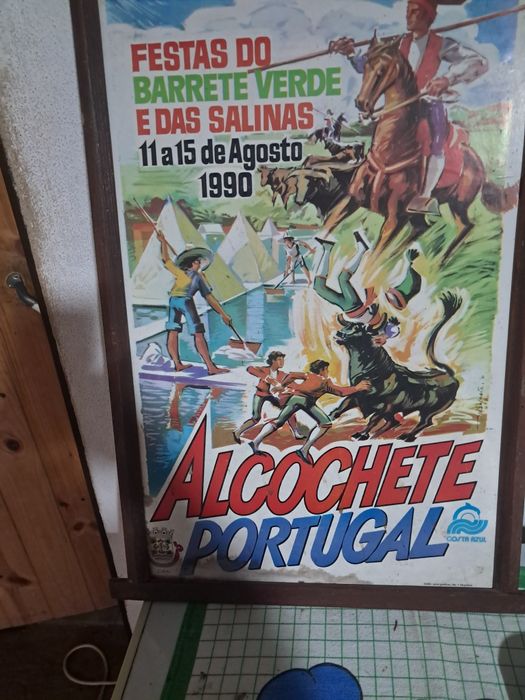 FESTAS DO
BARRETE VERDE
E DAS SALINAS
11 a 15 de Agosto
1990
ALCOCHETE
PORTUGAL
COSTA AZUL